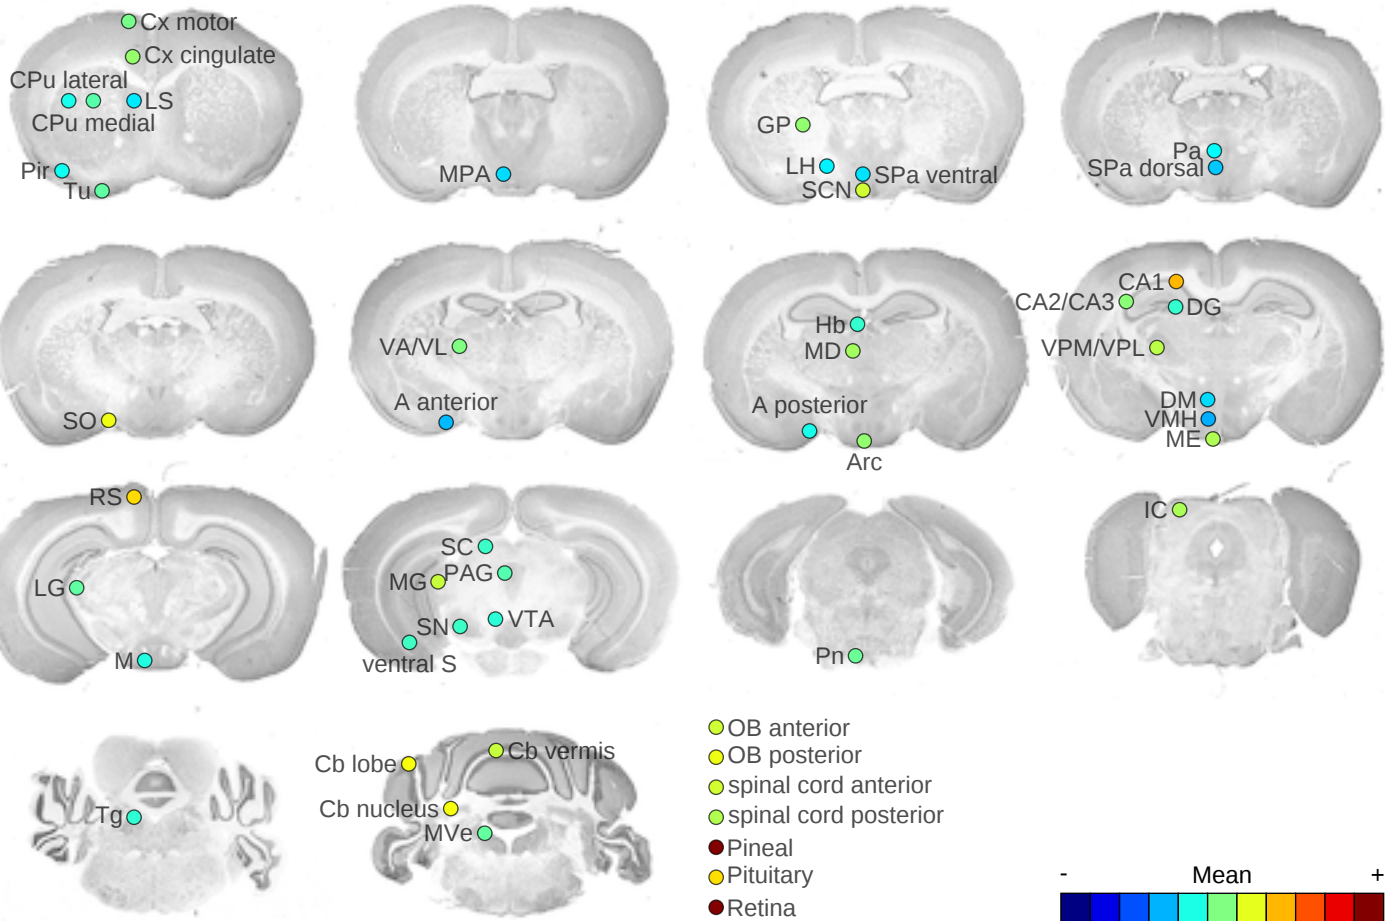 Cx motor
Cx cingulate
CPu lateral
LS
CPu medial
Pir
Tu
MPA
GP
LH
SPa ventral
SCN
Pa
SPa dorsal
SO
VA/VL
A anterior
Hb
MD
A posterior
Arc
CA1
CA2/CA3
DG
VPM/VPL
DM
VMH
ME
RS
LG
M
SC
MG
PAG
SN
VTA
ventral S
Pn
IC
Tg
Cb lobe
Cb vermis
Cb nucleus
MVe
OB anterior
OB posterior
spinal cord anterior
spinal cord posterior
Pineal
Pituitary
Retina
- Mean +